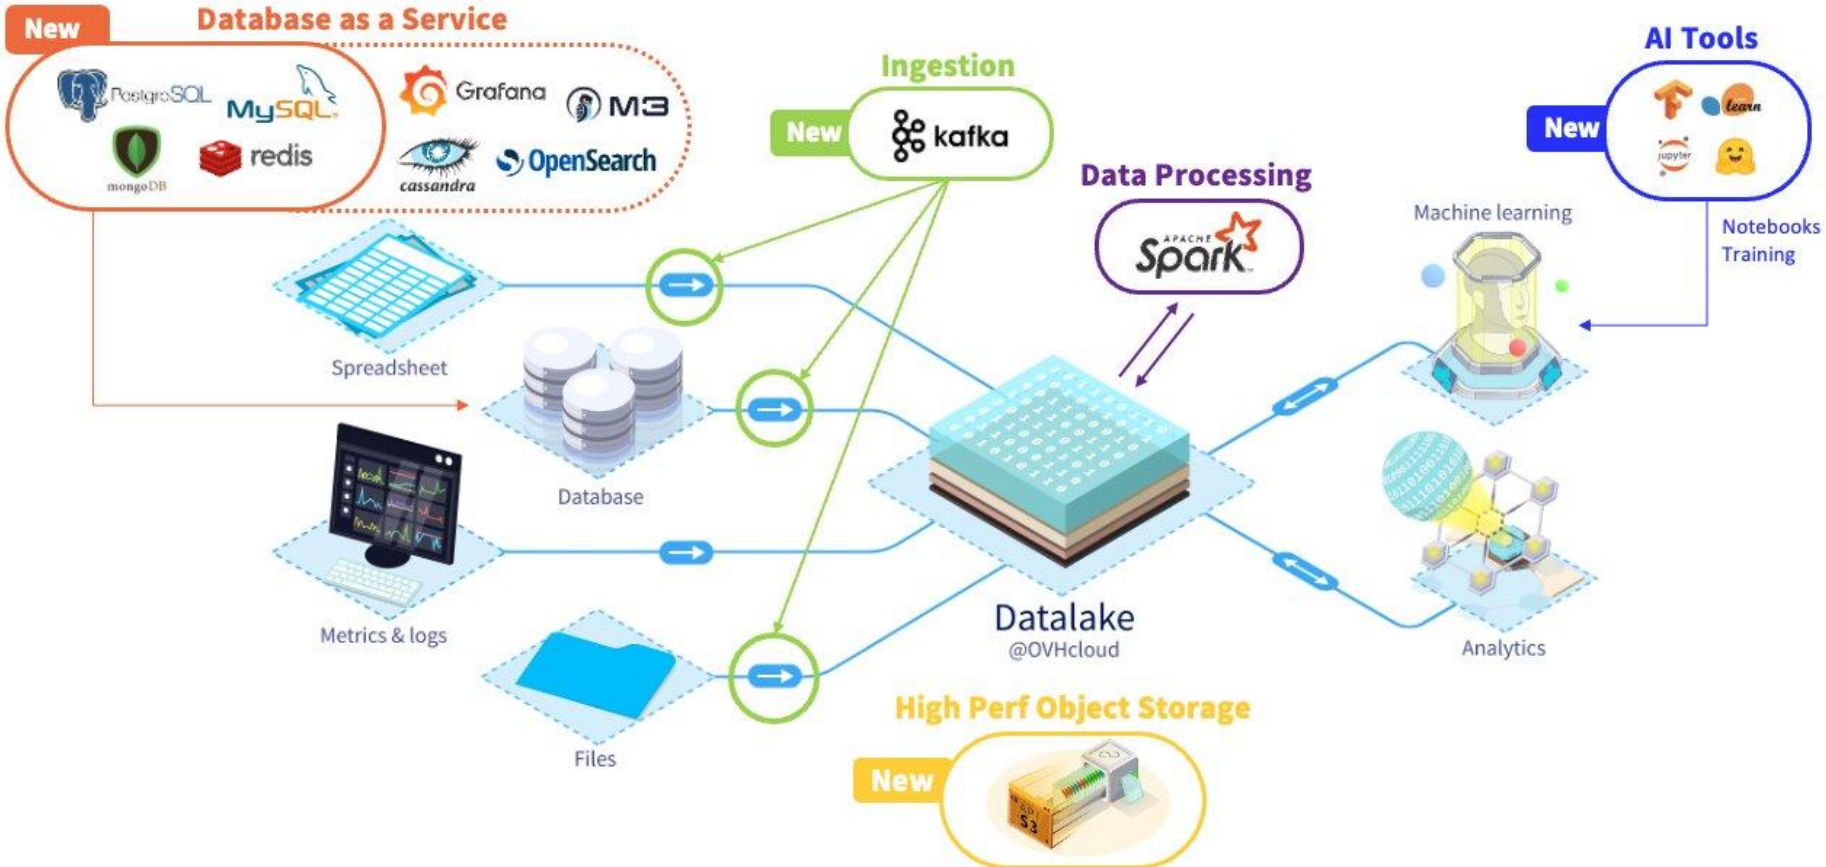 New
Database as a Service
PostgreSQL
MySQL
mongoDB
redis
Grafana
M3
cassandra
OpenSearch
Ingestion
New
kafka
Data Processing
APACHE
Spark
AI Tools
New
learn
jupyter
Notebooks
Training
Machine learning
Spreadsheet
Database
Metrics & logs
Files
Datalake
@OVHcloud
Analytics
High Perf Object Storage
New
API
S3